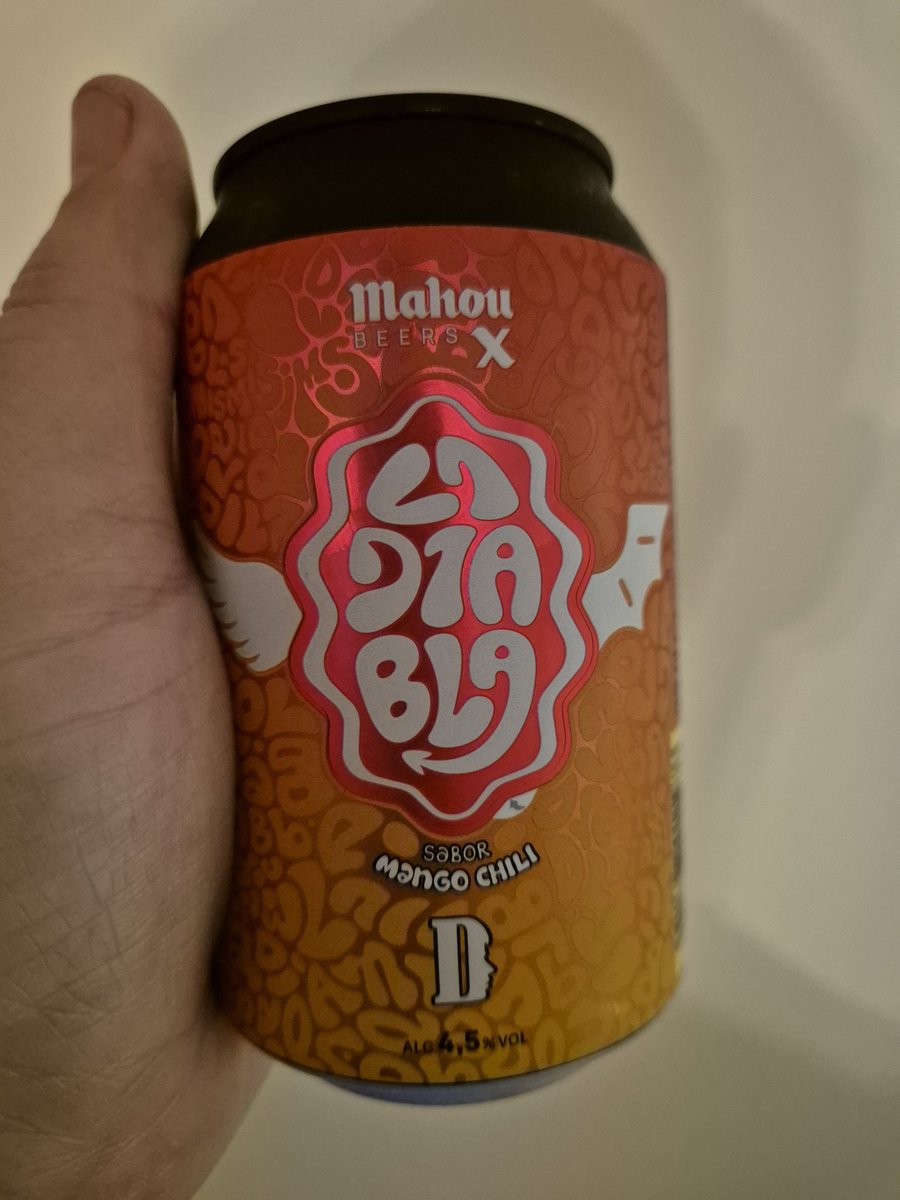 Mahou
BEERS X
LA
DIA
BLA
SABOR
MANGO CHILI
D
ALC 4,5% VOL